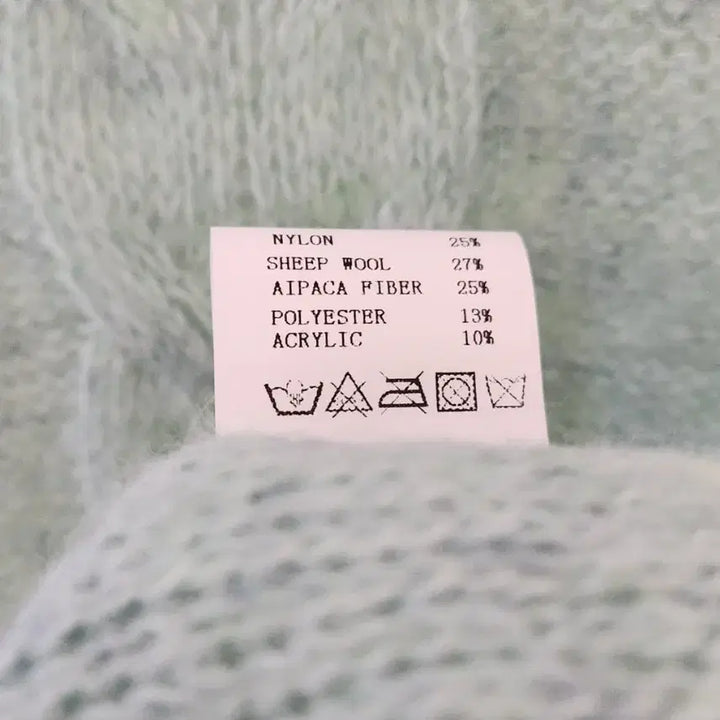 NYLON 25%
SHEEP WOOL 27%
AIPACA FIBER 25%
POLYESTER 13%
ACRYLIC 10%